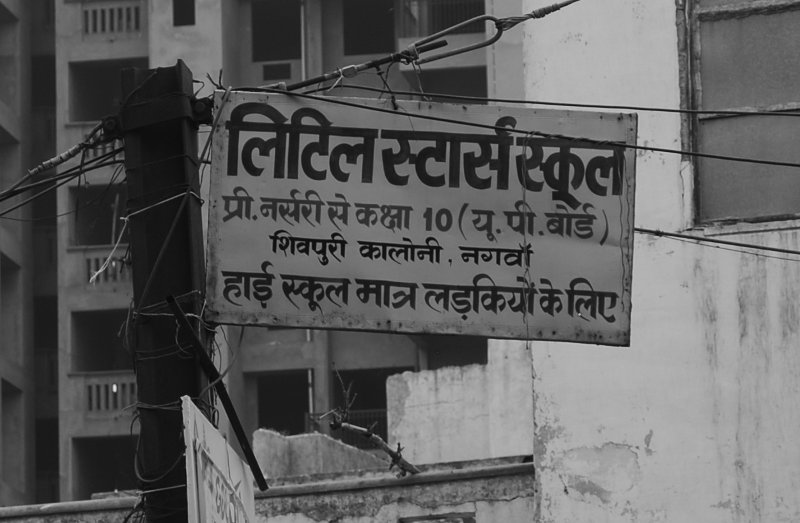 लिटिल स्टार्स स्कूल
प्री. नर्सरी से कक्षा 10 (यू. पी. बोर्ड)
शिवपुरी कालोनी, नगवाँ
हाई स्कूल मात्र लड़कियों के लिए